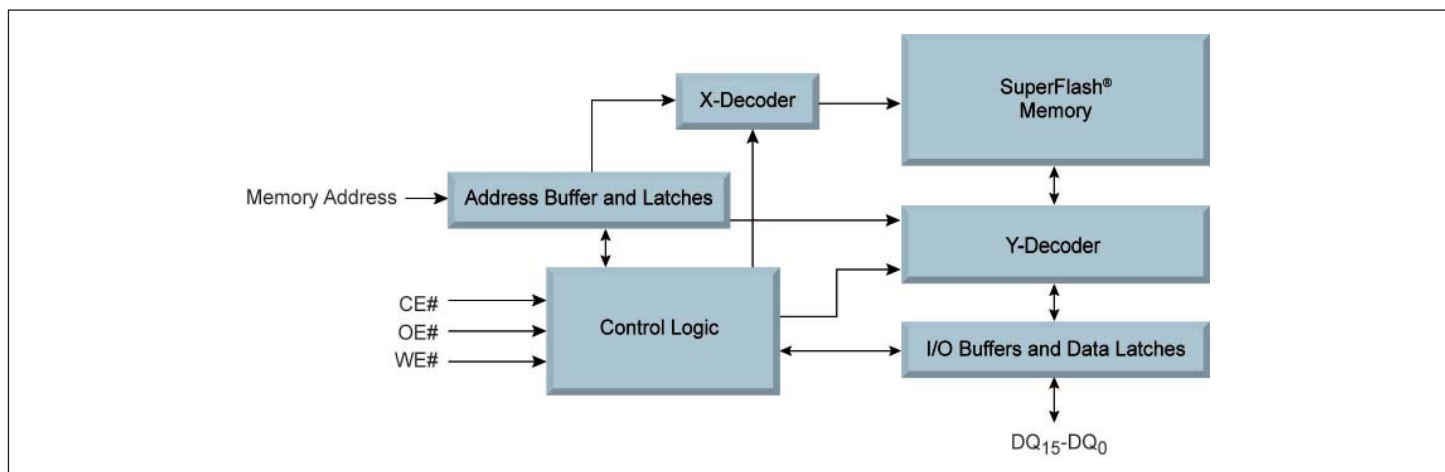 SuperFlash®
Memory
X-Decoder
Memory Address
Address Buffer and Latches
Y-Decoder
CE#
OE#
WE#
Control Logic
I/O Buffers and Data Latches
DQ15-DQ0